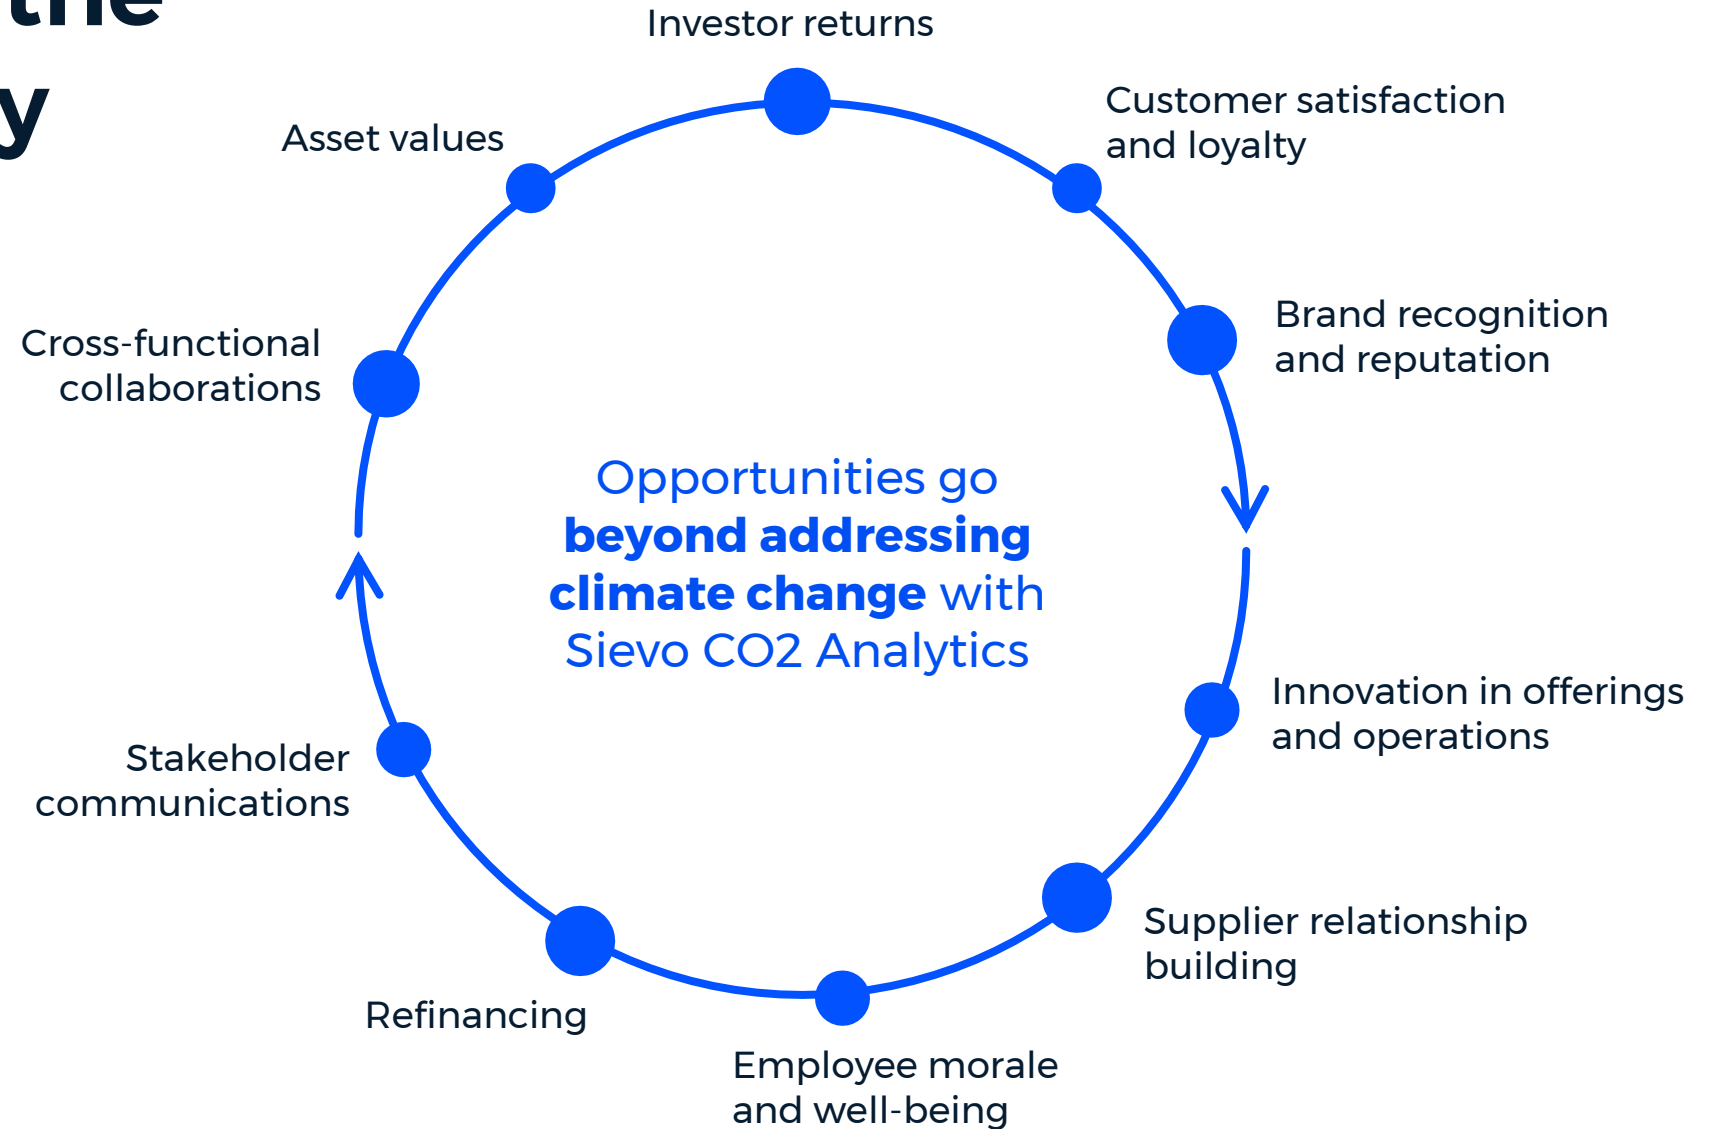 the
y
Investor returns
Customer satisfaction
and loyalty
Asset values
Brand recognition
and reputation
Cross-functional
collaborations
Opportunities go
beyond addressing
climate change with
Sievo CO2 Analytics
Innovation in offerings
and operations
Stakeholder
communications
Supplier relationship
building
Refinancing
Employee morale
and well-being